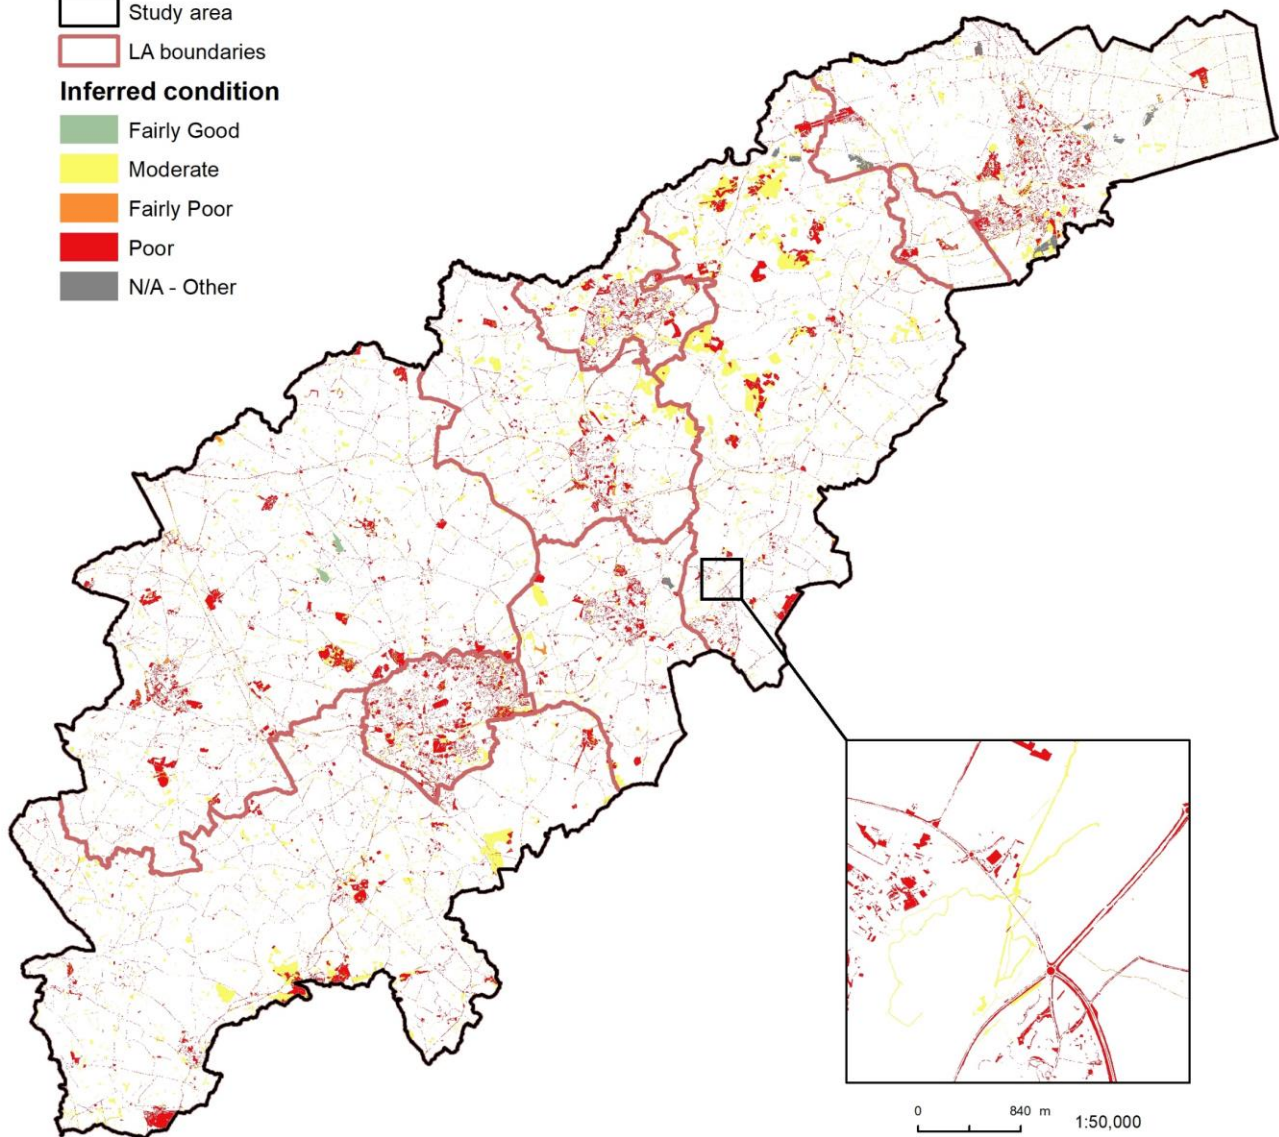 Study area
LA boundaries
Inferred condition
Fairly Good
Moderate
Fairly Poor
Poor
N/A - Other
0 840 m 1:50,000